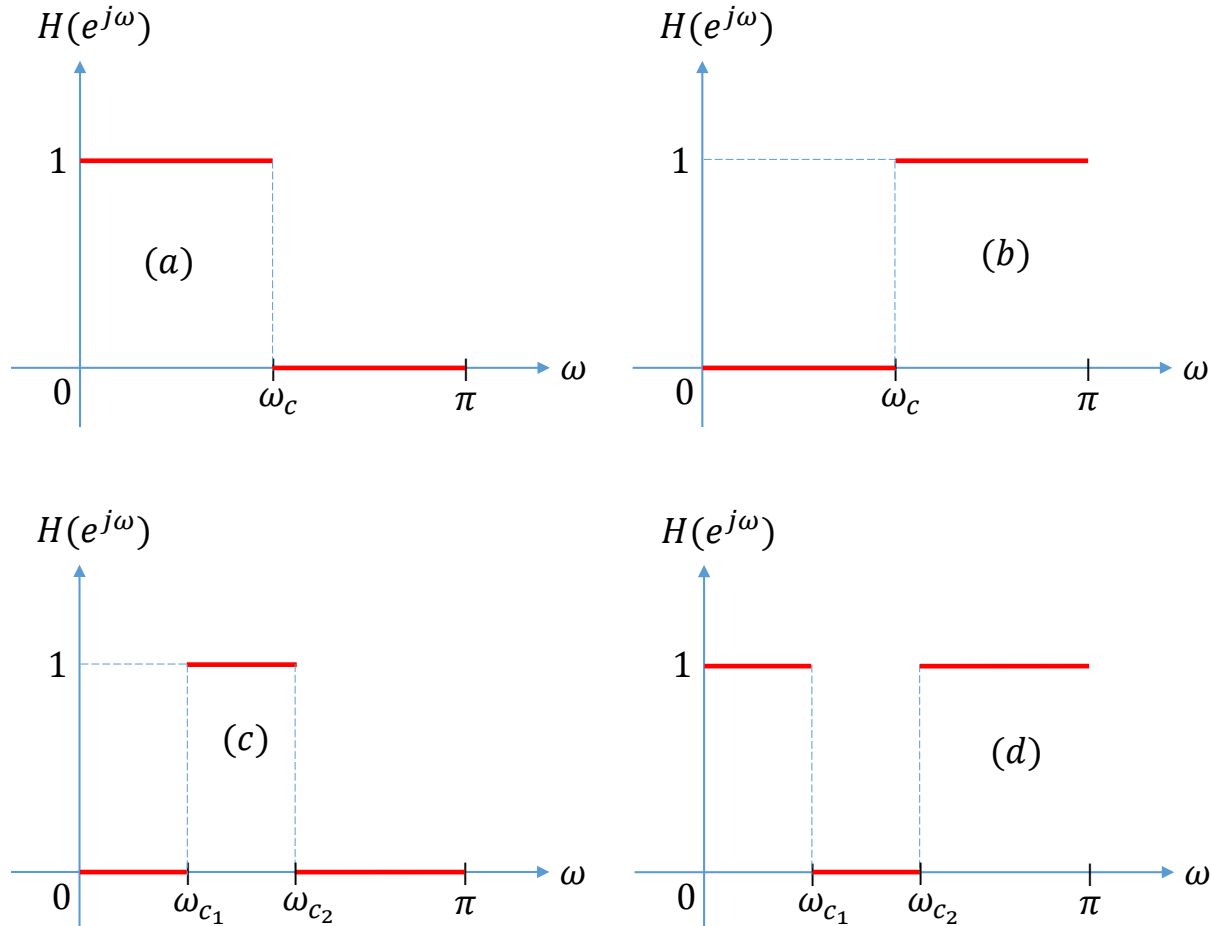 H(e^{jω})
1
(a)
0
ω_c
π
ω
H(e^{jω})
1
(b)
0
ω_c
π
ω
H(e^{jω})
1
(c)
0
ω_{c_1}
ω_{c_2}
π
ω
H(e^{jω})
1
(d)
0
ω_{c_1}
ω_{c_2}
π
ω